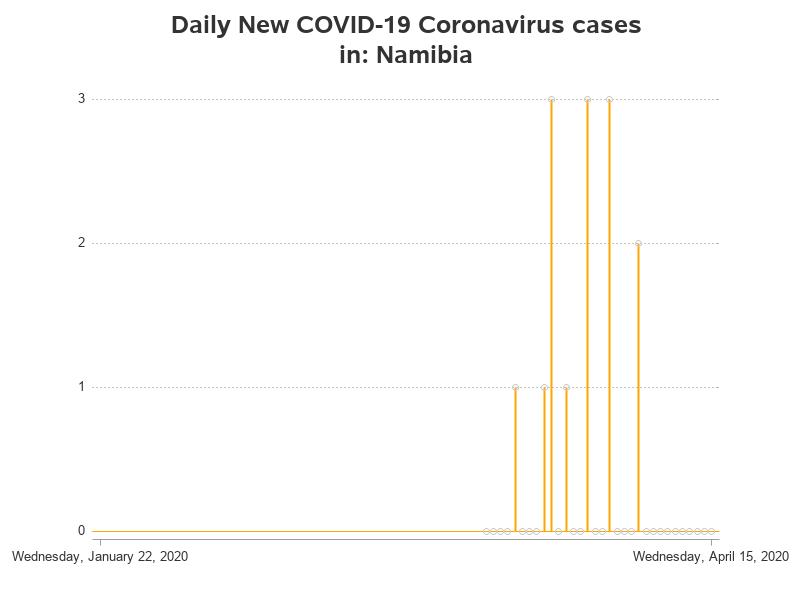 Daily New COVID-19 Coronavirus cases
in: Namibia
3
2
1
0
Wednesday, January 22, 2020
Wednesday, April 15, 2020